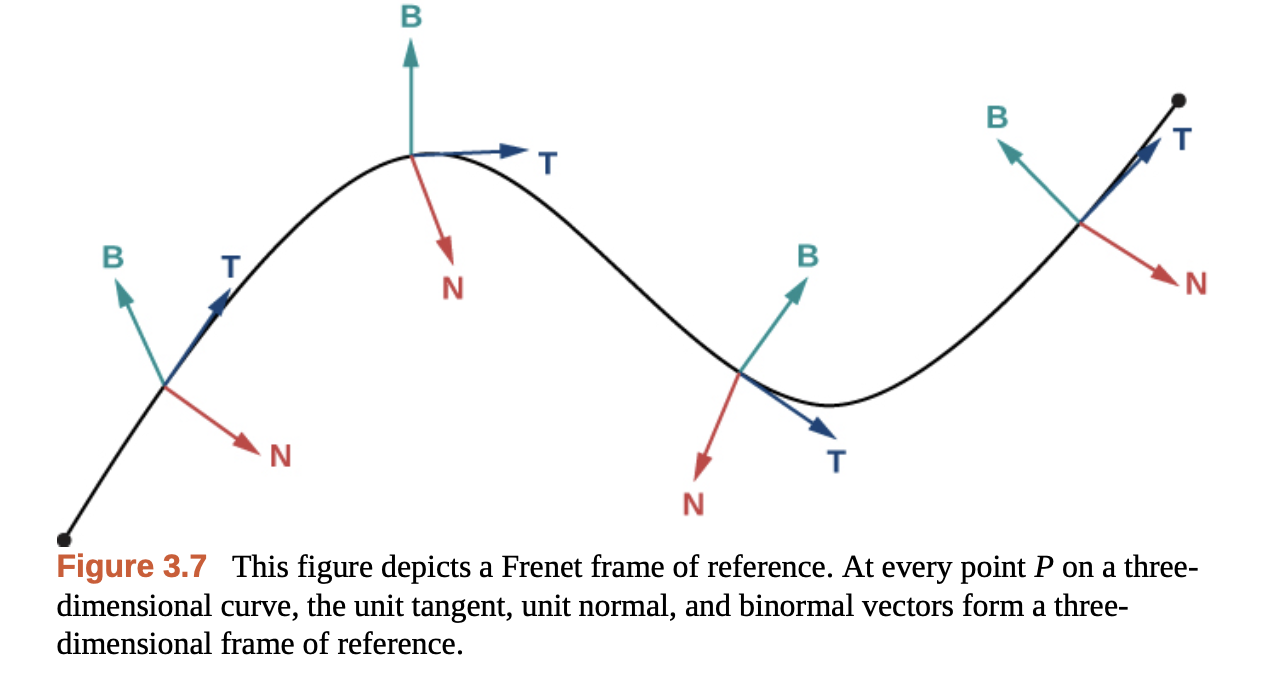 B
T
B
T
B
T
N
B
N
N
T
N
Figure 3.7 This figure depicts a Frenet frame of reference. At every point P on a three-
dimensional curve, the unit tangent, unit normal, and binormal vectors form a three-
dimensional frame of reference.